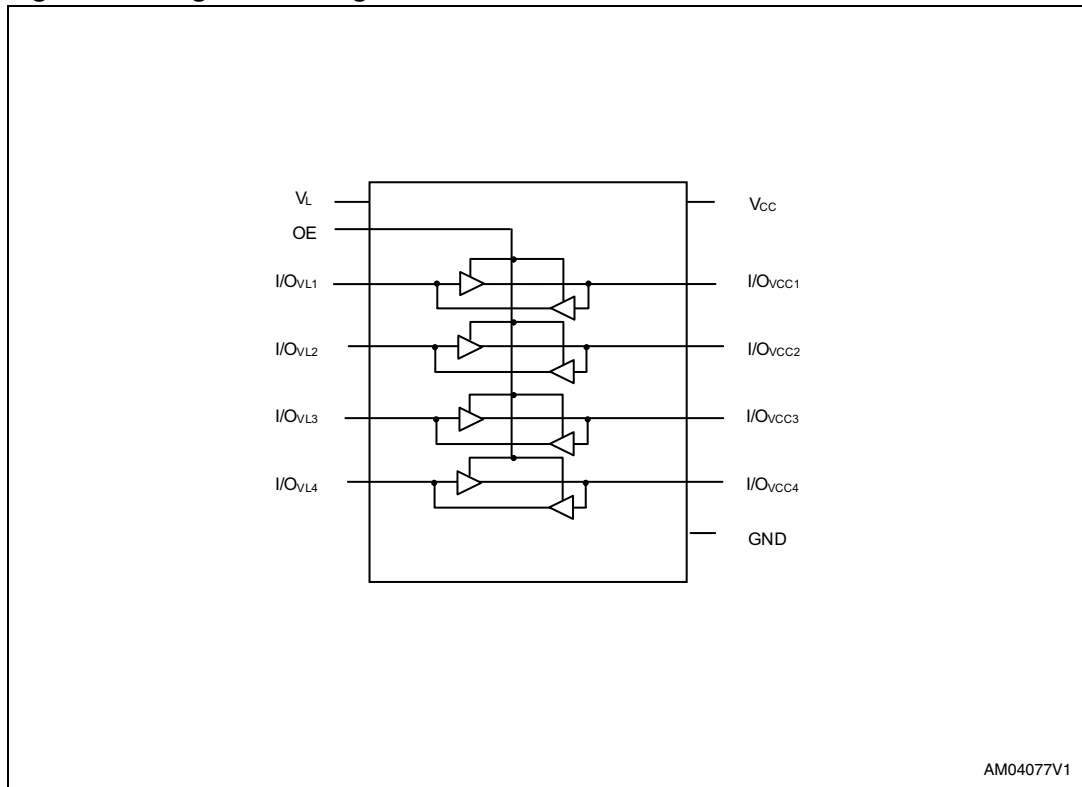 VL
VCC
OE
I/OVL1
I/OVCC1
I/OVL2
I/OVCC2
I/OVL3
I/OVCC3
I/OVL4
I/OVCC4
GND
AM04077V1